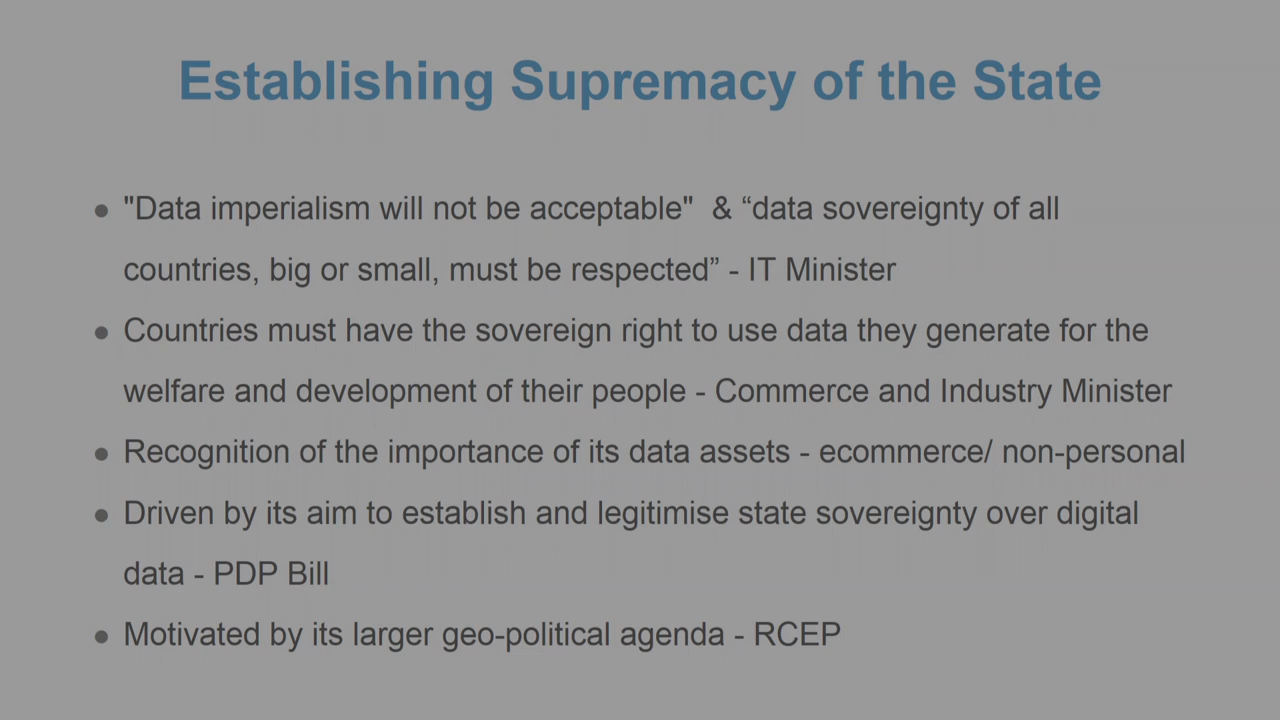 Establishing Supremacy of the State
● "Data imperialism will not be acceptable"  & “data sovereignty of all
countries, big or small, must be respected” - IT Minister
● Countries must have the sovereign right to use data they generate for the
welfare and development of their people - Commerce and Industry Minister
● Recognition of the importance of its data assets - ecommerce/ non-personal
● Driven by its aim to establish and legitimise state sovereignty over digital
data - PDP Bill
● Motivated by its larger geo-political agenda - RCEP